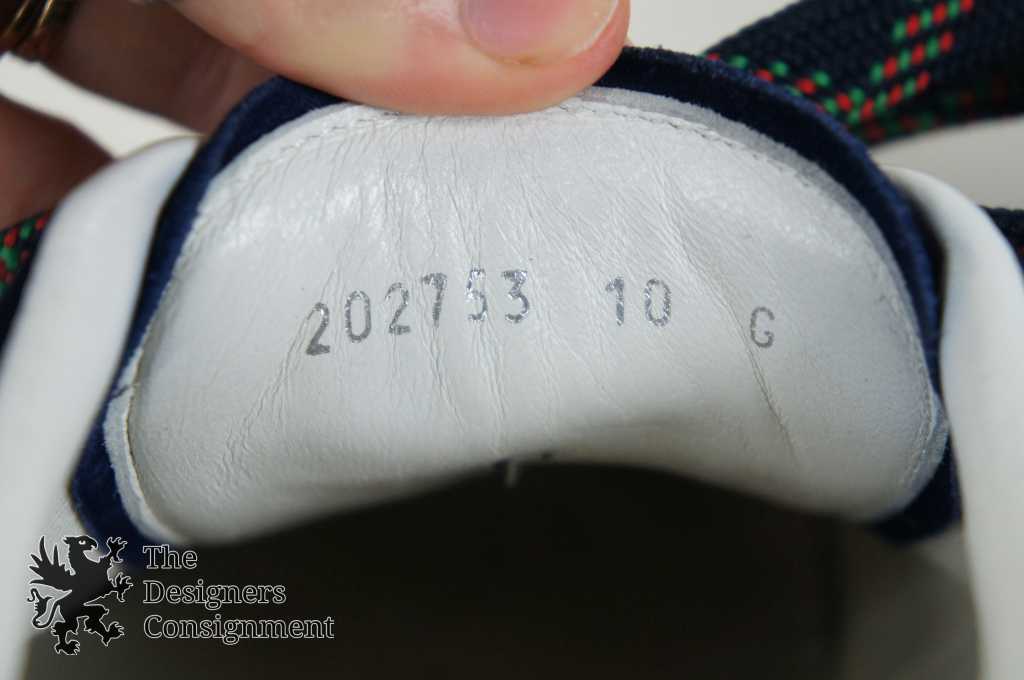 202753 10 G
The
Designers
Consignment